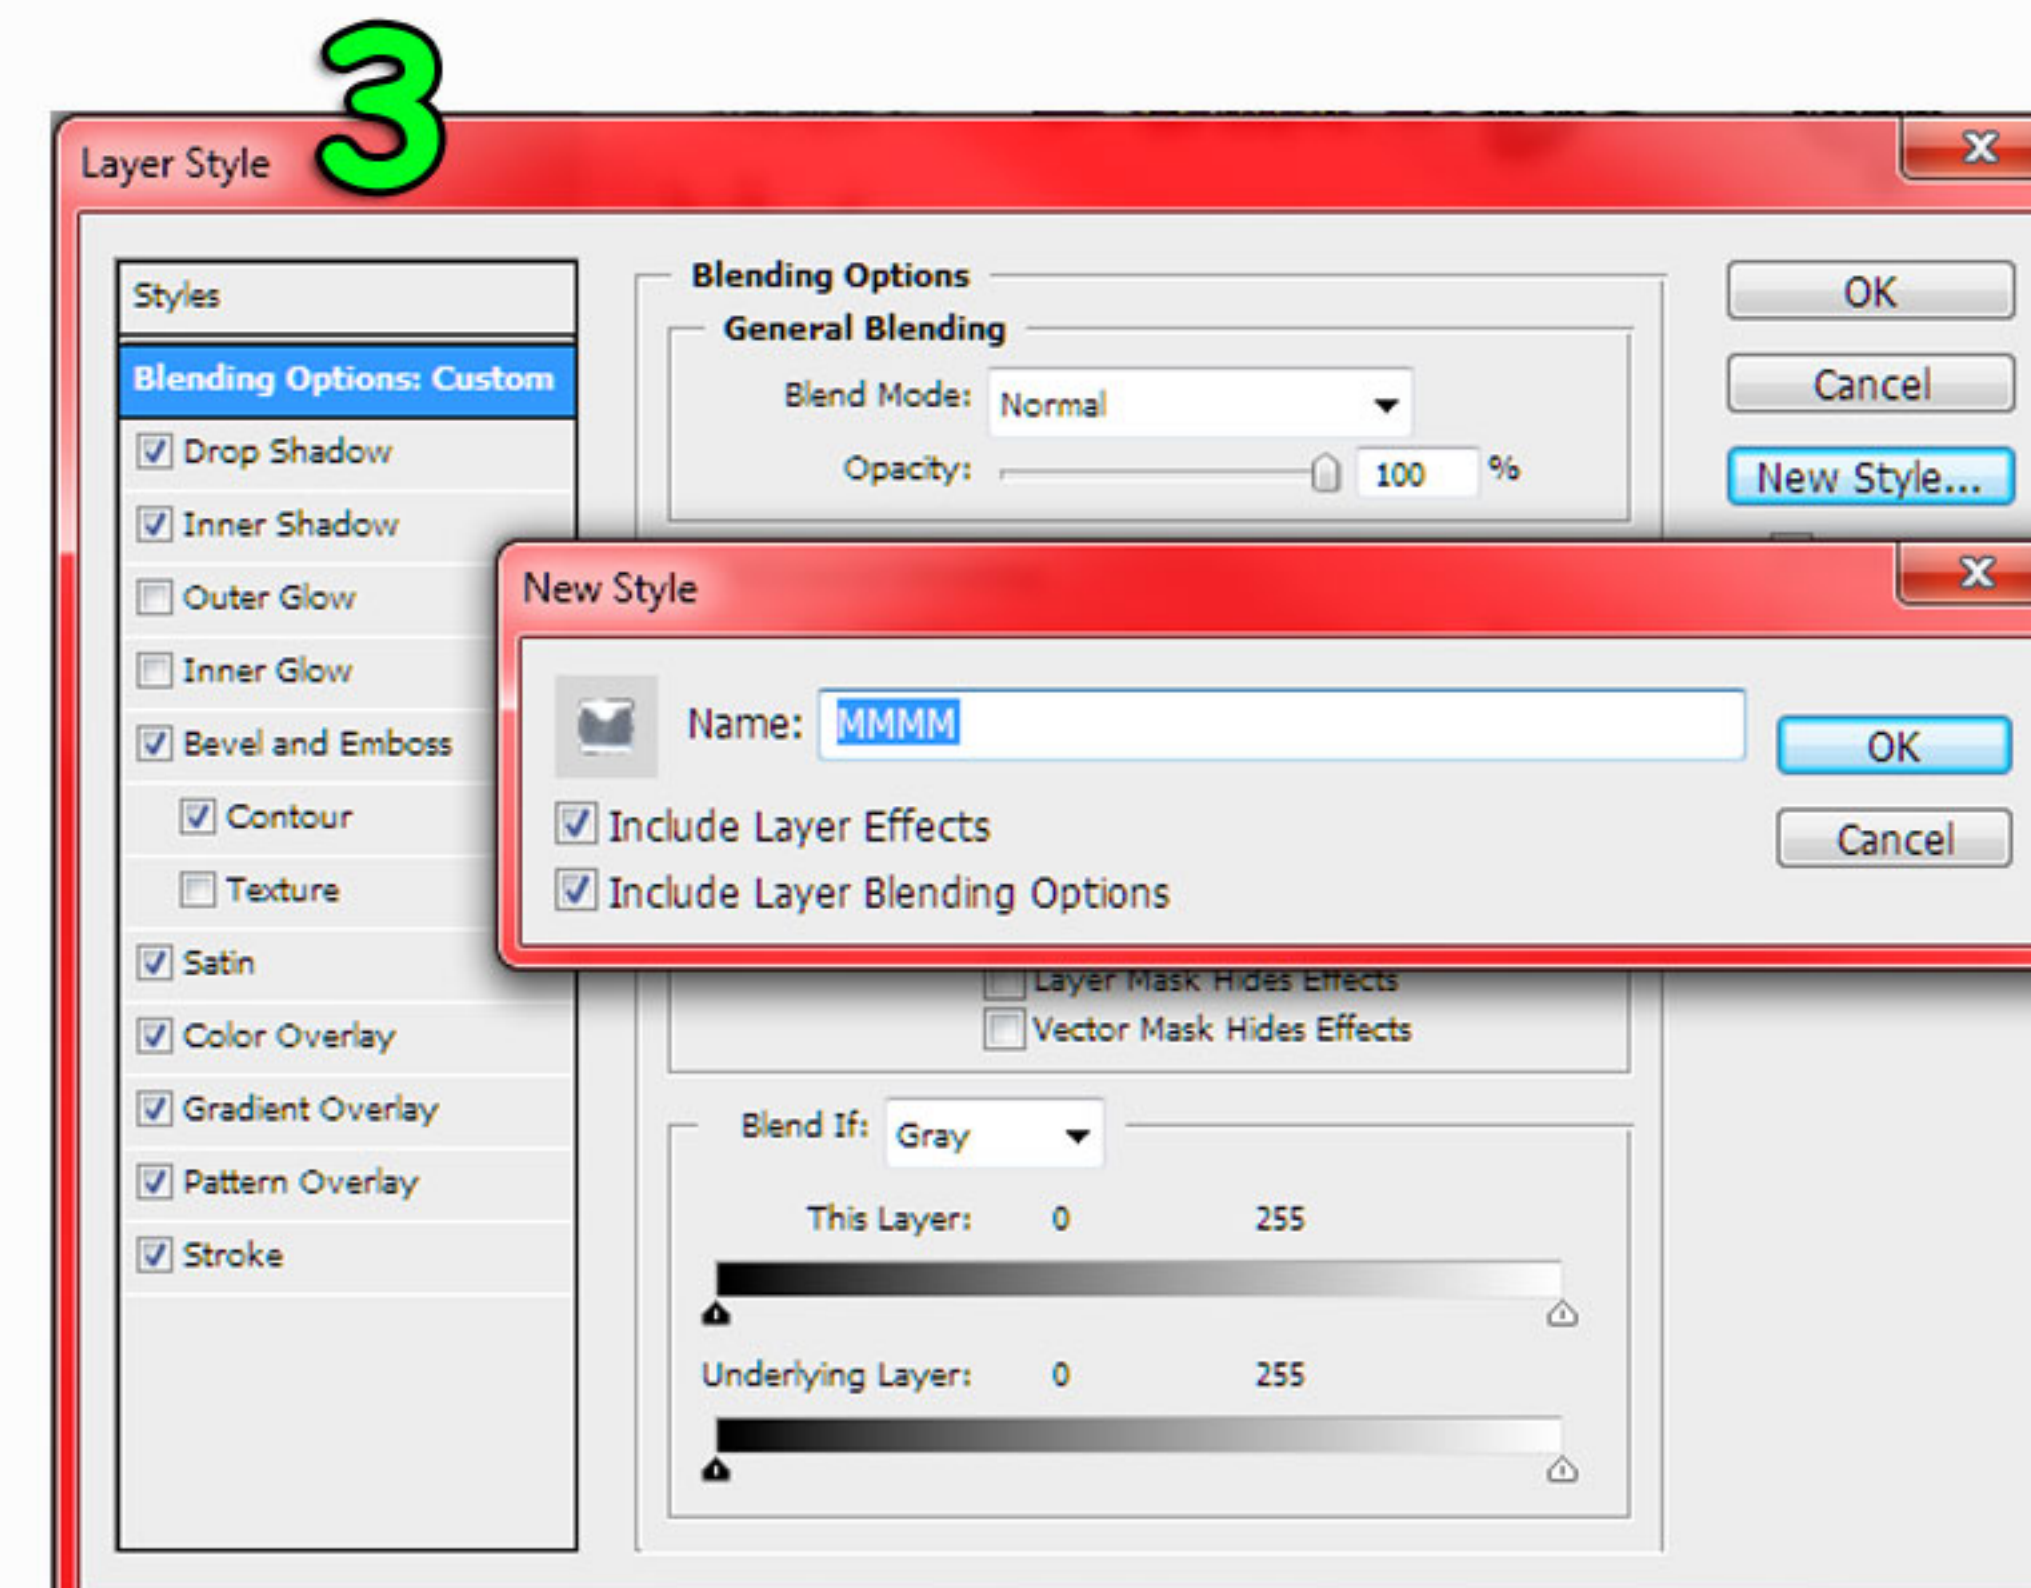 3
Layer Style
Styles
Blending Options: Custom
Drop Shadow
Inner Shadow
Outer Glow
Inner Glow
Bevel and Emboss
Contour
Texture
Satin
Color Overlay
Gradient Overlay
Pattern Overlay
Stroke
Blending Options
General Blending
Blend Mode: Normal
Opacity: 100 %
OK
Cancel
New Style...
New Style
Name: MMMM
Include Layer Effects
Include Layer Blending Options
OK
Cancel
Layer Mask Hides Effects
Vector Mask Hides Effects
Blend If: Gray
This Layer: 0 255
Underlying Layer: 0 255